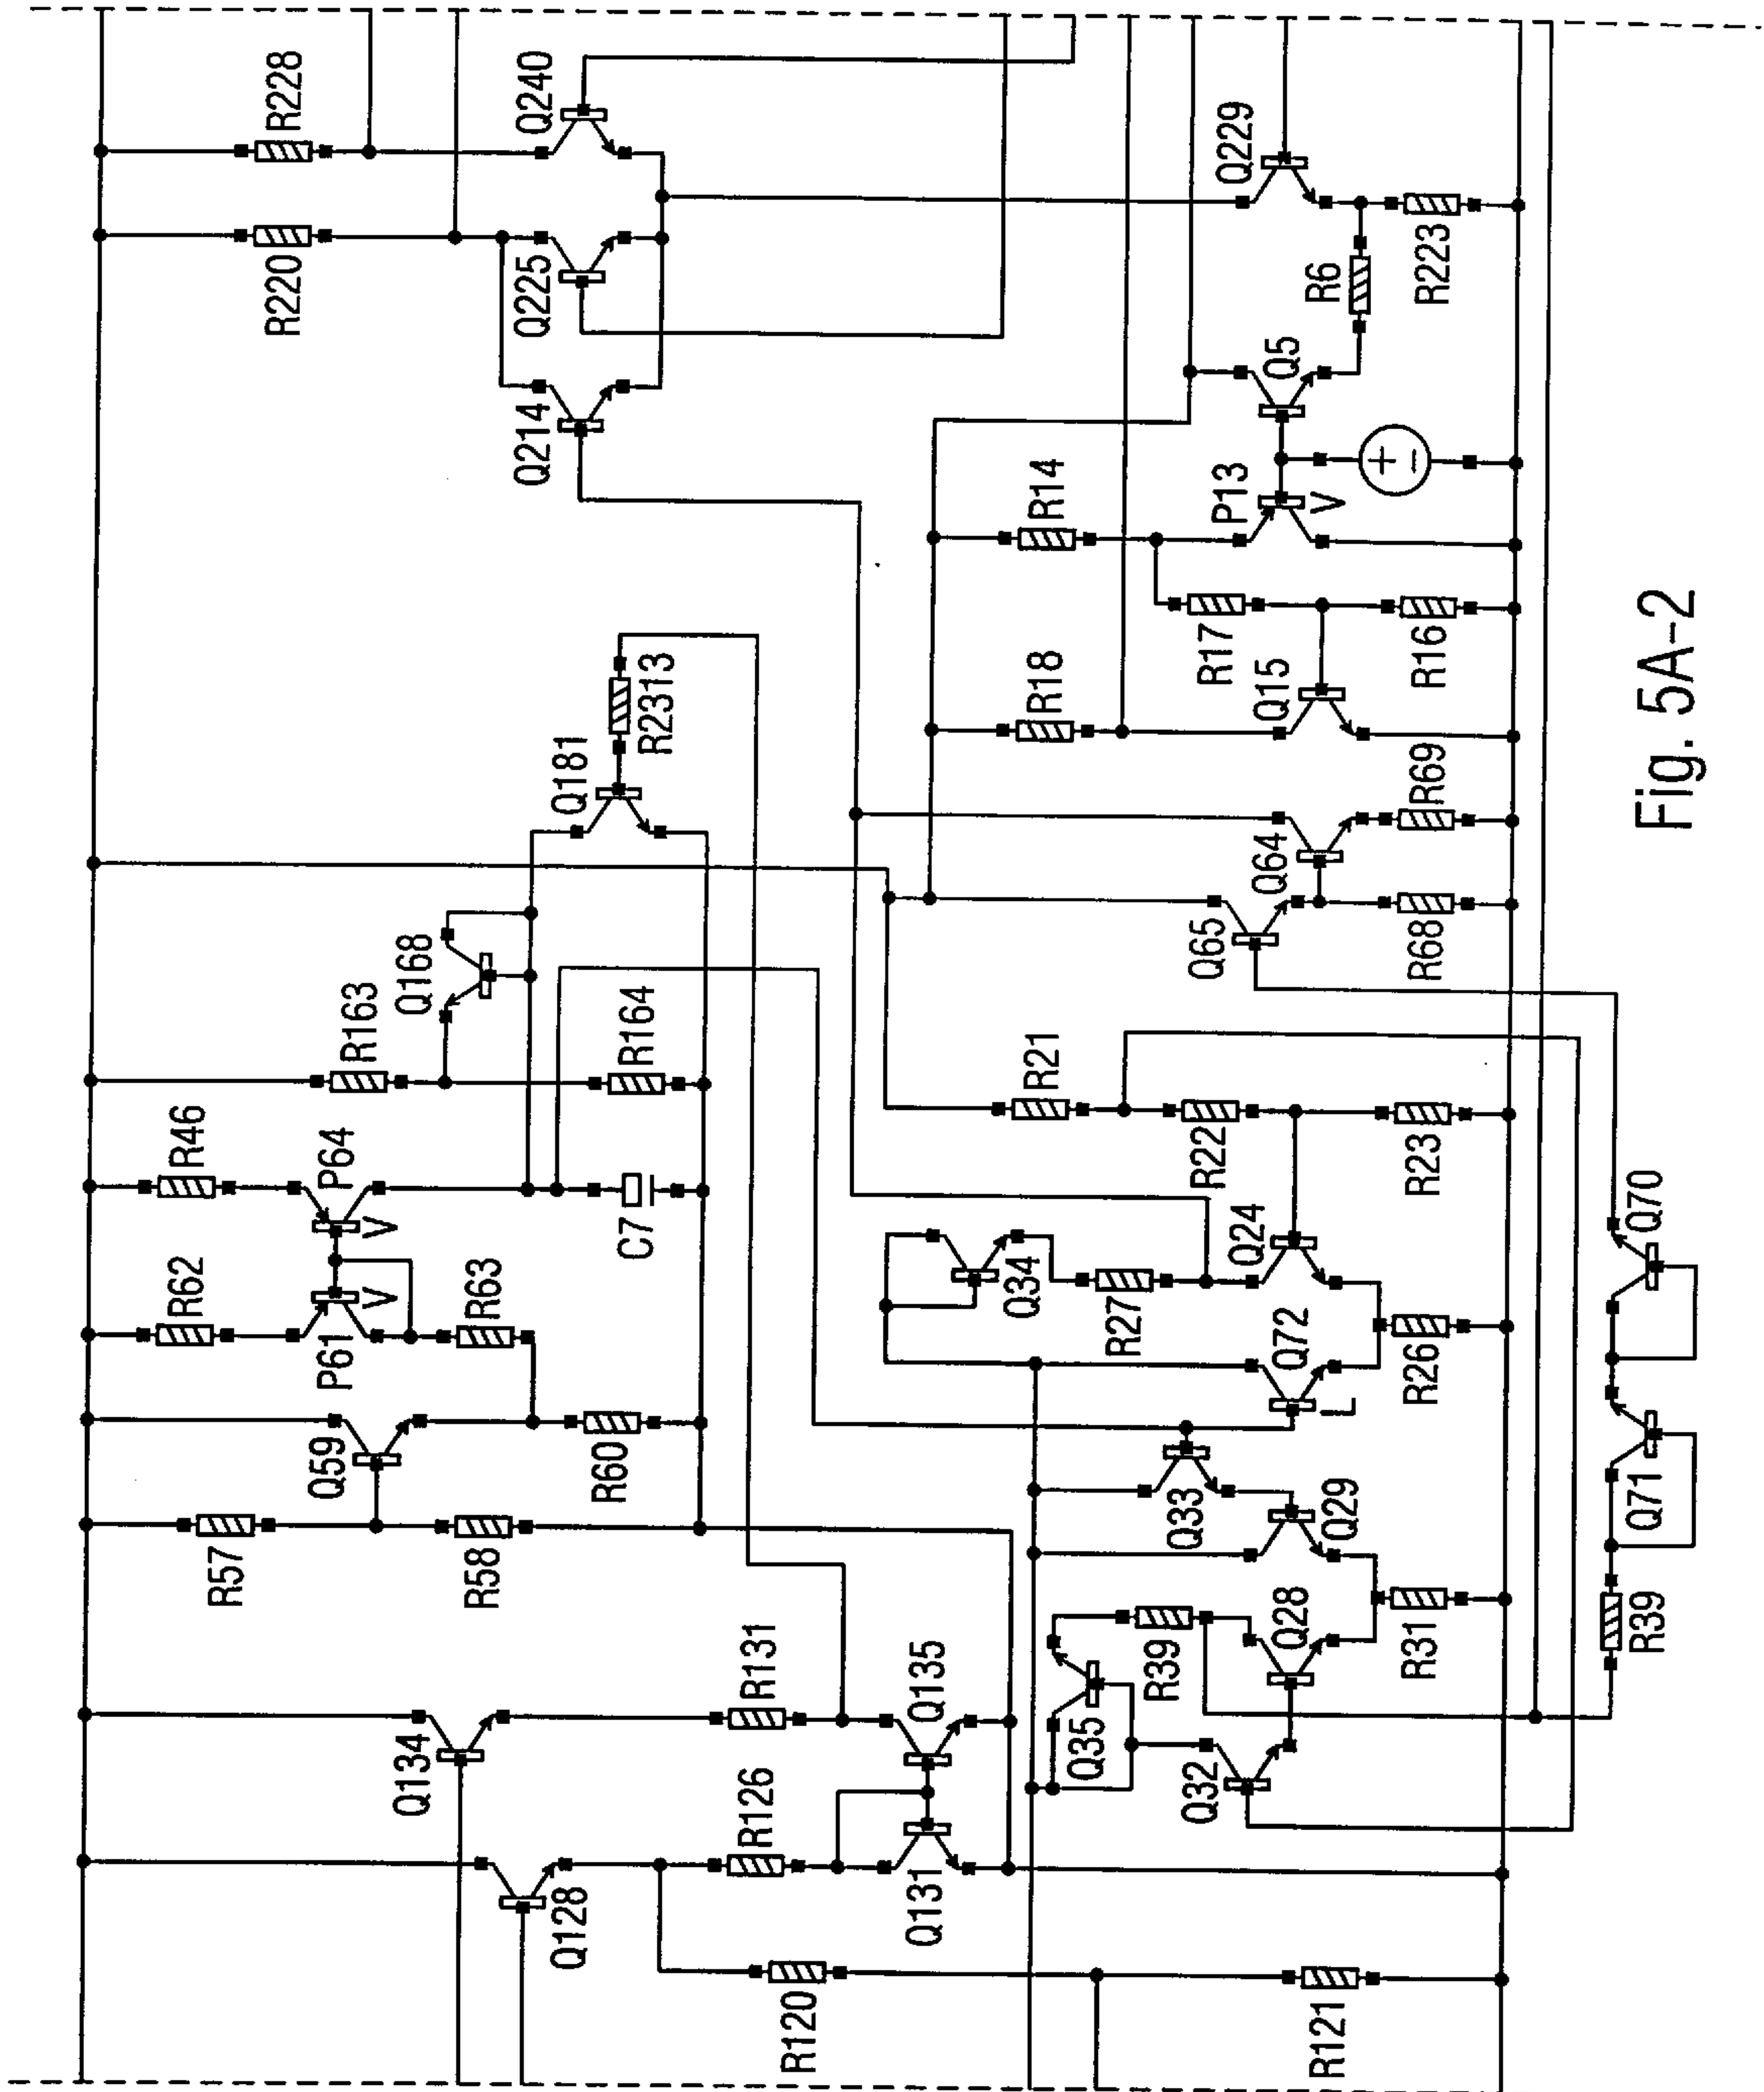 R228
Q240
R220
Q225
Q214
Q229
R223
R6
Q5
R14
P13
V
+
−
R17
R16
R18
Q15
R2313
Q181
Q168
R163
R164
Q64
R69
Q65
R68
R46
P64
V
R62
P61
V
R63
C7
R21
R22
R23
Q24
Q34
R27
Q72
L
R26
Q70
Q71
R39
Q59
R60
R57
R58
Q33
Q29
Q28
R31
R39
Q35
Q32
R131
Q134
Q135
R126
Q128
Q131
R120
R121
Fig. 5A-2